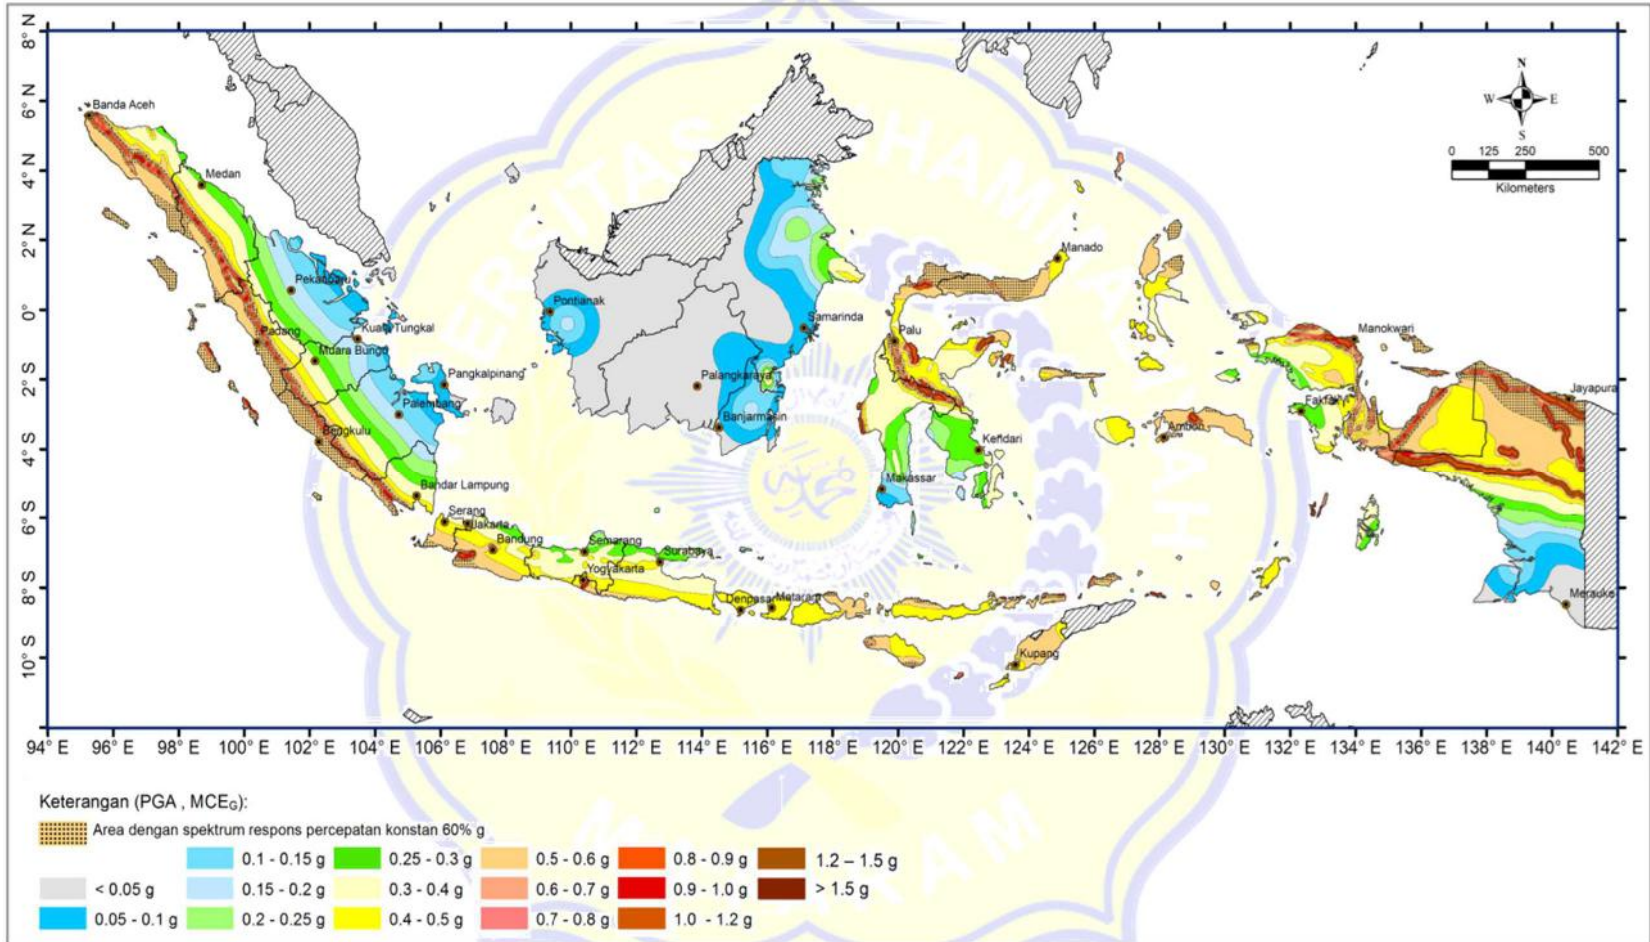 8° N
6° N
4° N
2° N
0°
2° S
4° S
6° S
8° S
10° S
94° E
96° E
98° E
100° E
102° E
104° E
106° E
108° E
110° E
112° E
114° E
116° E
118° E
120° E
122° E
124° E
126° E
128° E
130° E
132° E
134° E
136° E
138° E
140° E
142° E
N
W
E
S
0 125 250 500
Kilometers
Banda Aceh
Medan
Pekanbaru
Padang
Kuala Tungkal
Muara Bungo
Pangkalpinang
Palembang
Bengkulu
Bandar Lampung
Serang
Jakarta
Bandung
Semarang
Surabaya
Yogyakarta
Denpasar
Mataram
Kupang
Pontianak
Samarinda
Palangkaraya
Banjarmasin
Manado
Palu
Kendari
Makassar
Ambon
Manokwari
Fakfak
Jayapura
Merauke
Keterangan (PGA , MCEG):
Area dengan spektrum respons percepatan konstan 60% g
< 0.05 g
0.05 - 0.1 g
0.1 - 0.15 g
0.15 - 0.2 g
0.2 - 0.25 g
0.25 - 0.3 g
0.3 - 0.4 g
0.4 - 0.5 g
0.5 - 0.6 g
0.6 - 0.7 g
0.7 - 0.8 g
0.8 - 0.9 g
0.9 - 1.0 g
1.0 - 1.2 g
1.2 – 1.5 g
> 1.5 g